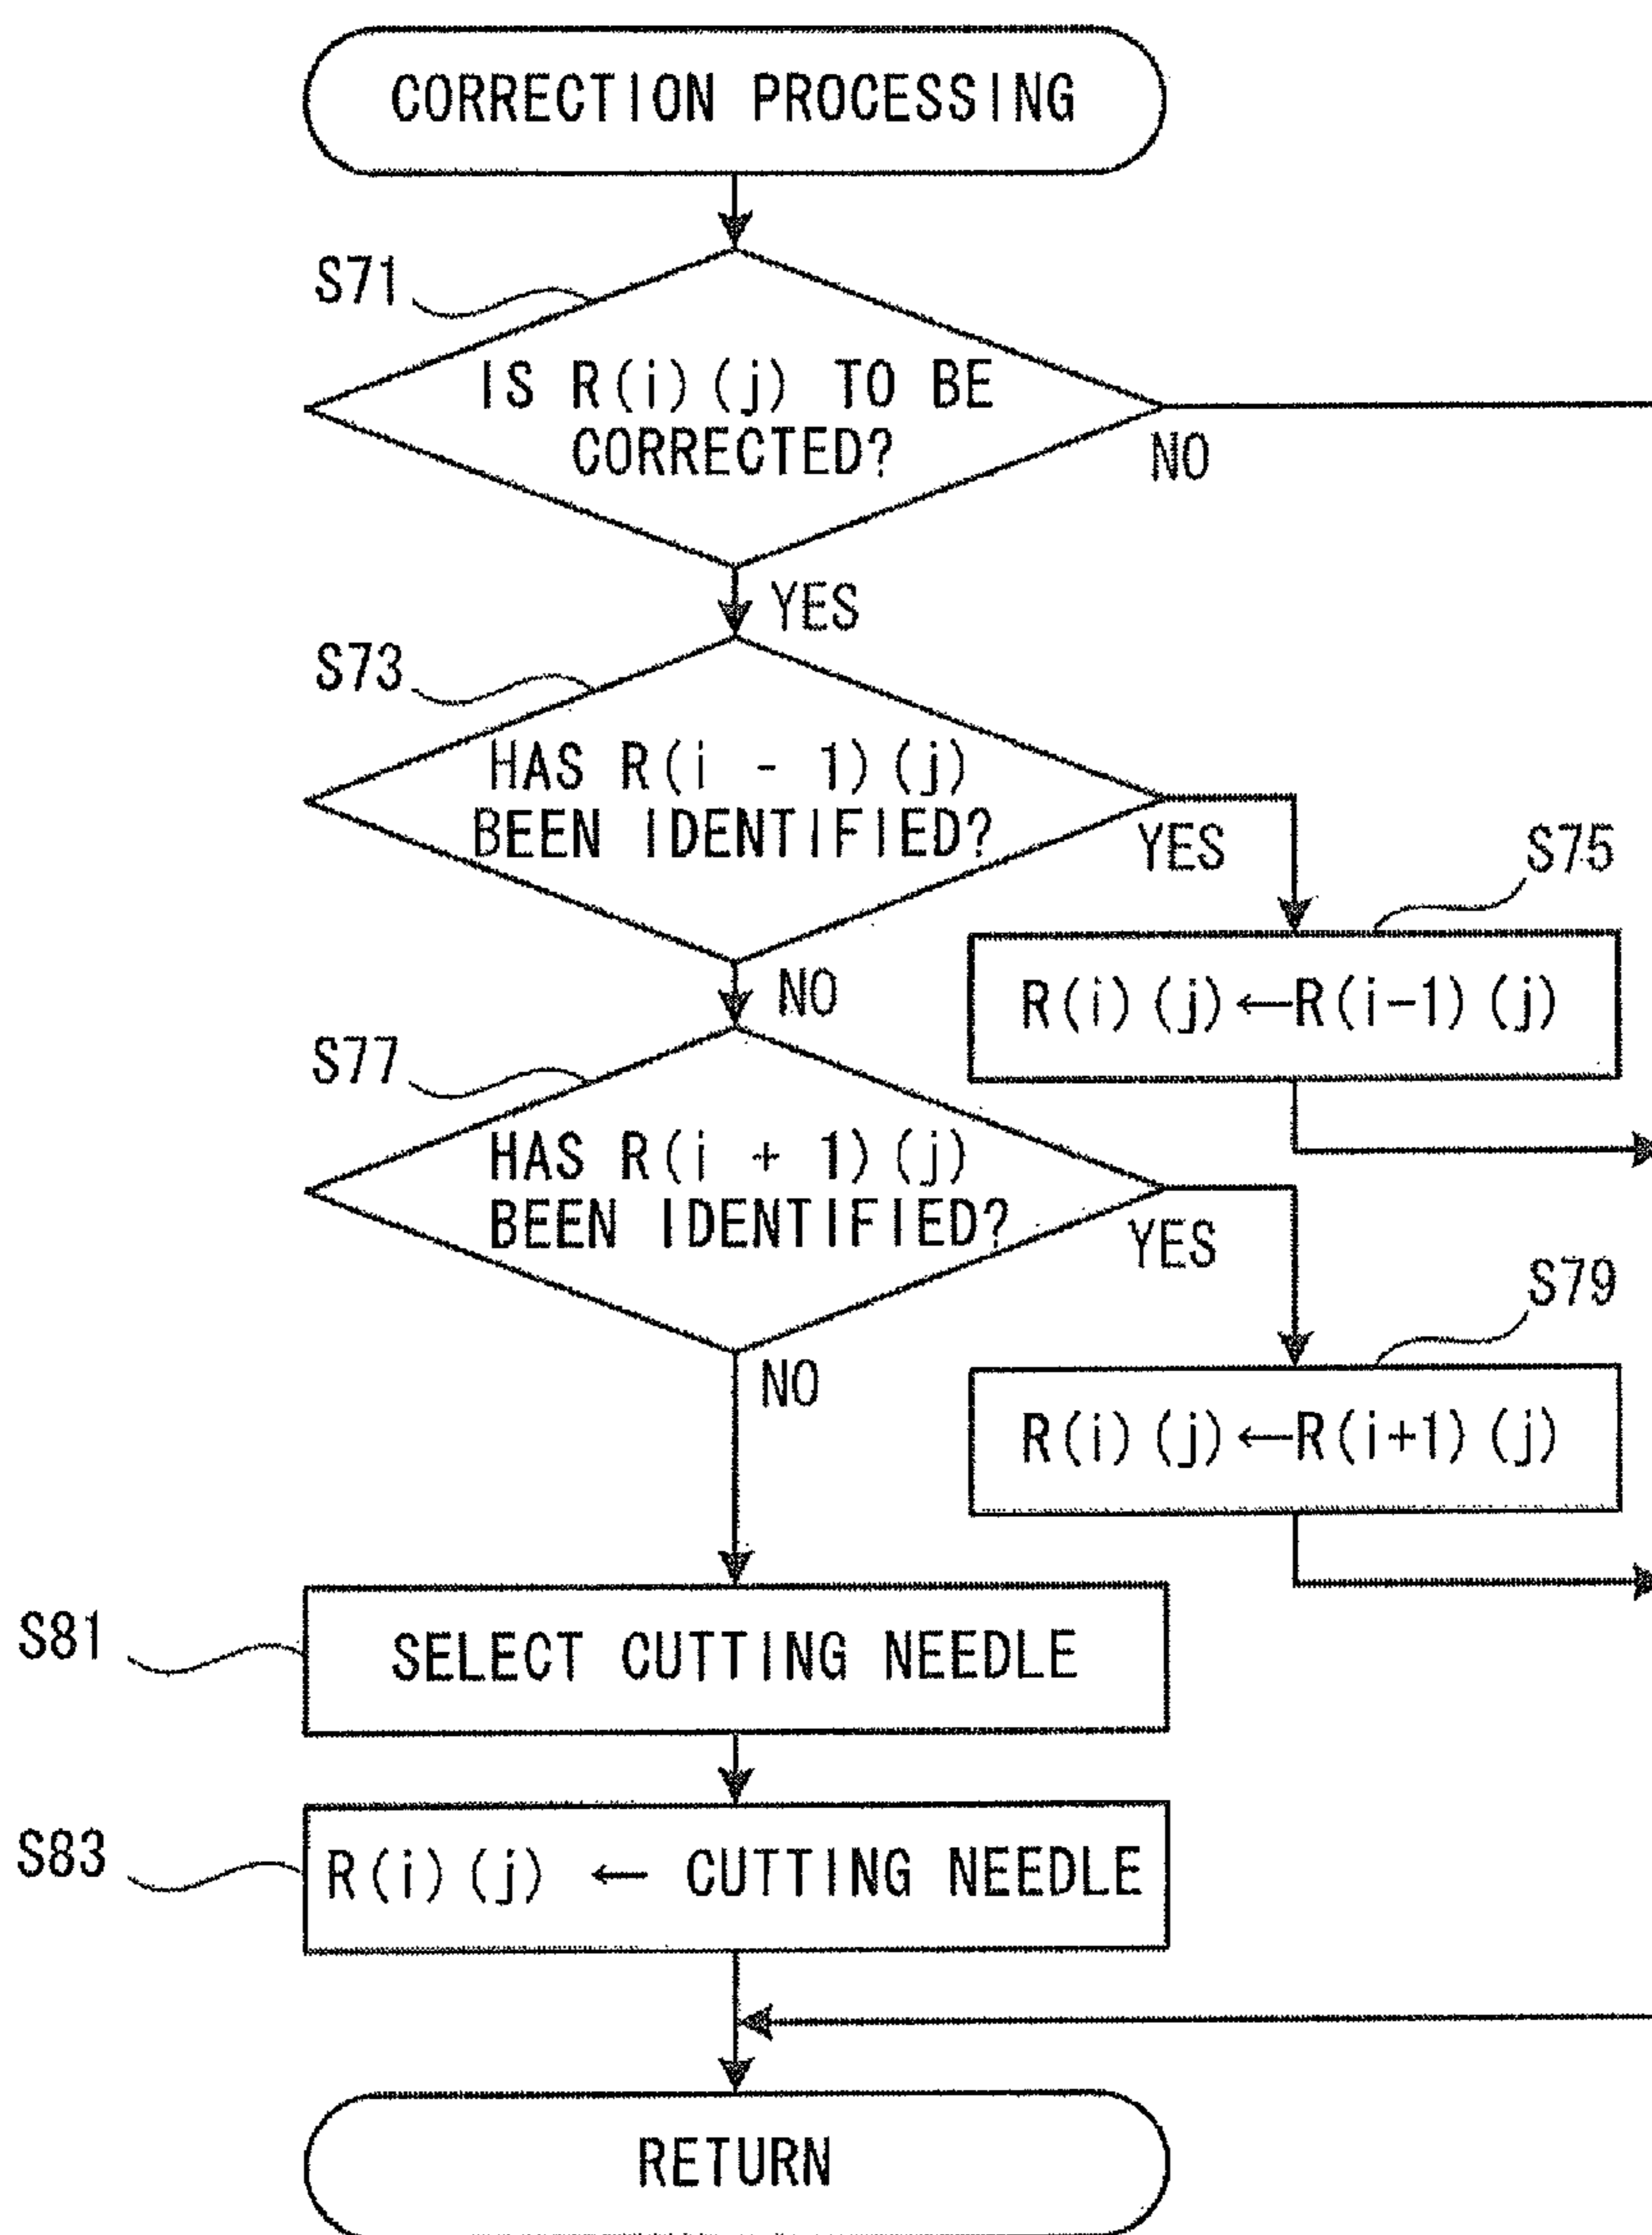 CORRECTION PROCESSING
S71
IS R(i)(j) TO BE
CORRECTED?
NO
YES
S73
HAS R(i - 1)(j)
BEEN IDENTIFIED?
YES
S75
R(i)(j)←R(i-1)(j)
NO
S77
HAS R(i + 1)(j)
BEEN IDENTIFIED?
YES
S79
R(i)(j)←R(i+1)(j)
NO
S81
SELECT CUTTING NEEDLE
S83
R(i)(j) ← CUTTING NEEDLE
RETURN